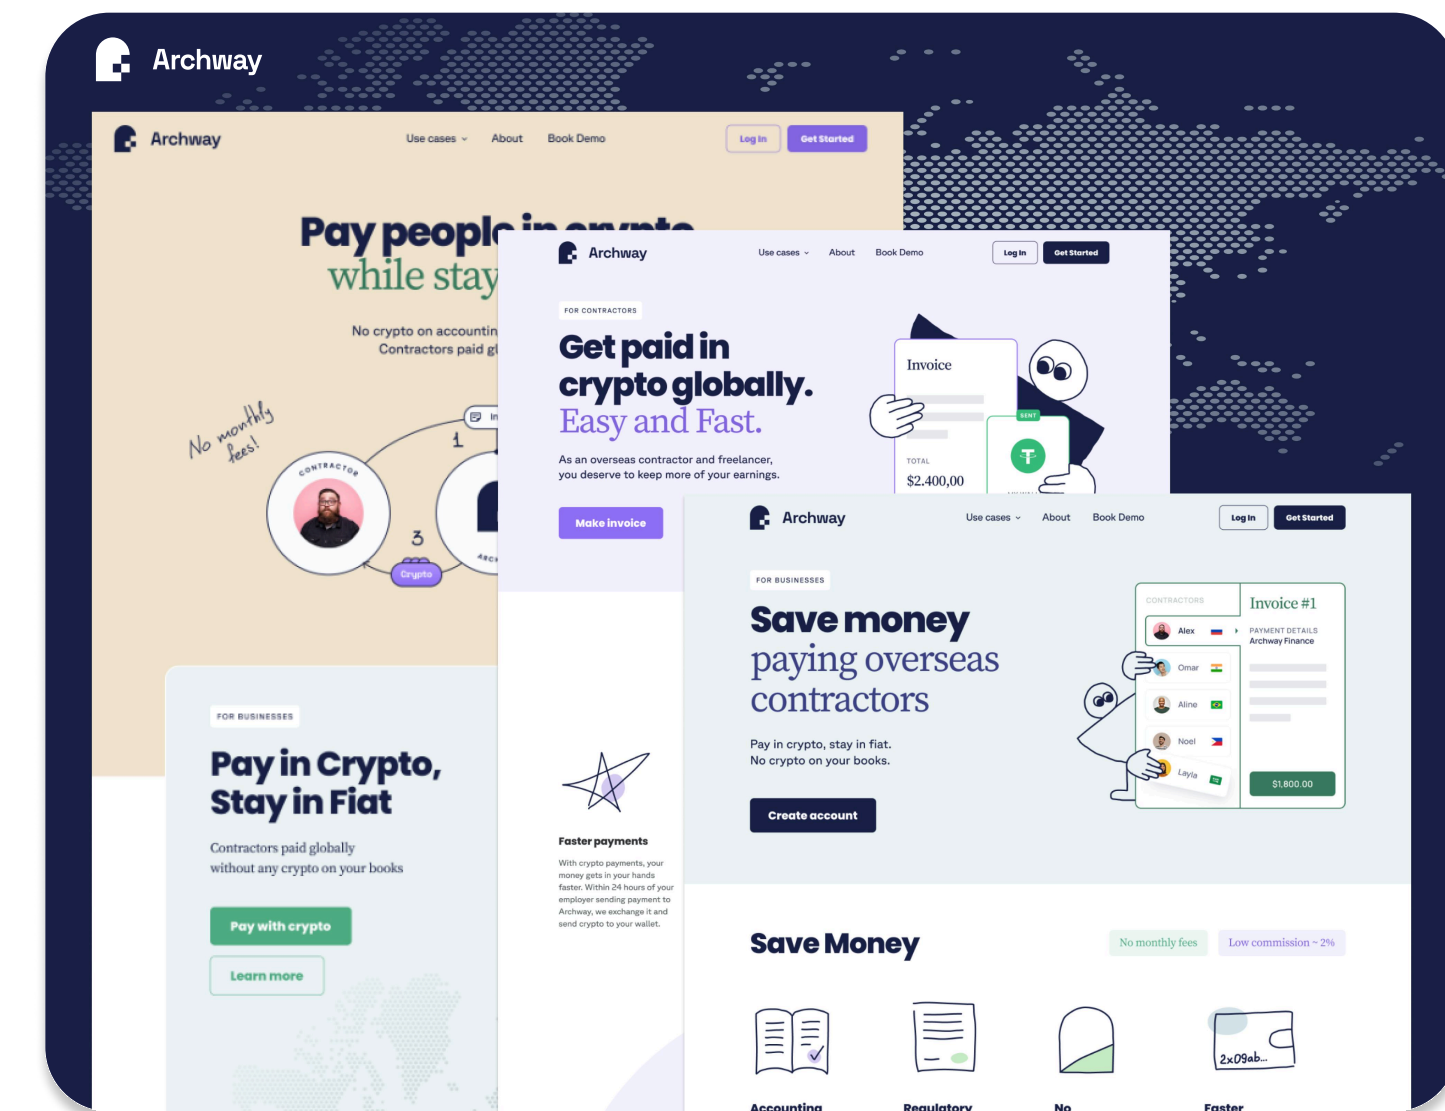 Archway
Archway
Use cases
About
Book Demo
Log In
Get Started
Pay people in crypto
while stay
No crypto on accountin
Contractors paid gl
No monthly
fees!
CONTRACTOR
1
In
3
ARC
Crypto
FOR BUSINESSES
Pay in Crypto,
Stay in Fiat
Contractors paid globally
without any crypto on your books
Pay with crypto
Learn more
Archway
Use cases
About
Book Demo
Log In
Get Started
FOR CONTRACTORS
Get paid in
crypto globally.
Easy and Fast.
As an overseas contractor and freelancer,
you deserve to keep more of your earnings.
Make invoice
Invoice
TOTAL
$2.400,00
SENT
Faster payments
With crypto payments, your
money gets in your hands
faster. Within 24 hours of your
employer sending payment to
Archway, we exchange it and
send crypto to your wallet.
Archway
Use cases
About
Book Demo
Log In
Get Started
FOR BUSINESSES
Save money
paying overseas
contractors
Pay in crypto, stay in fiat.
No crypto on your books.
Create account
CONTRACTORS
Alex
Omar
Aline
Noel
Layla
Invoice #1
PAYMENT DETAILS
Archway Finance
$1,800.00
Save Money
No monthly fees
Low commission ~ 2%
2x09ab...
Accounting
Regulatory
No
Faster